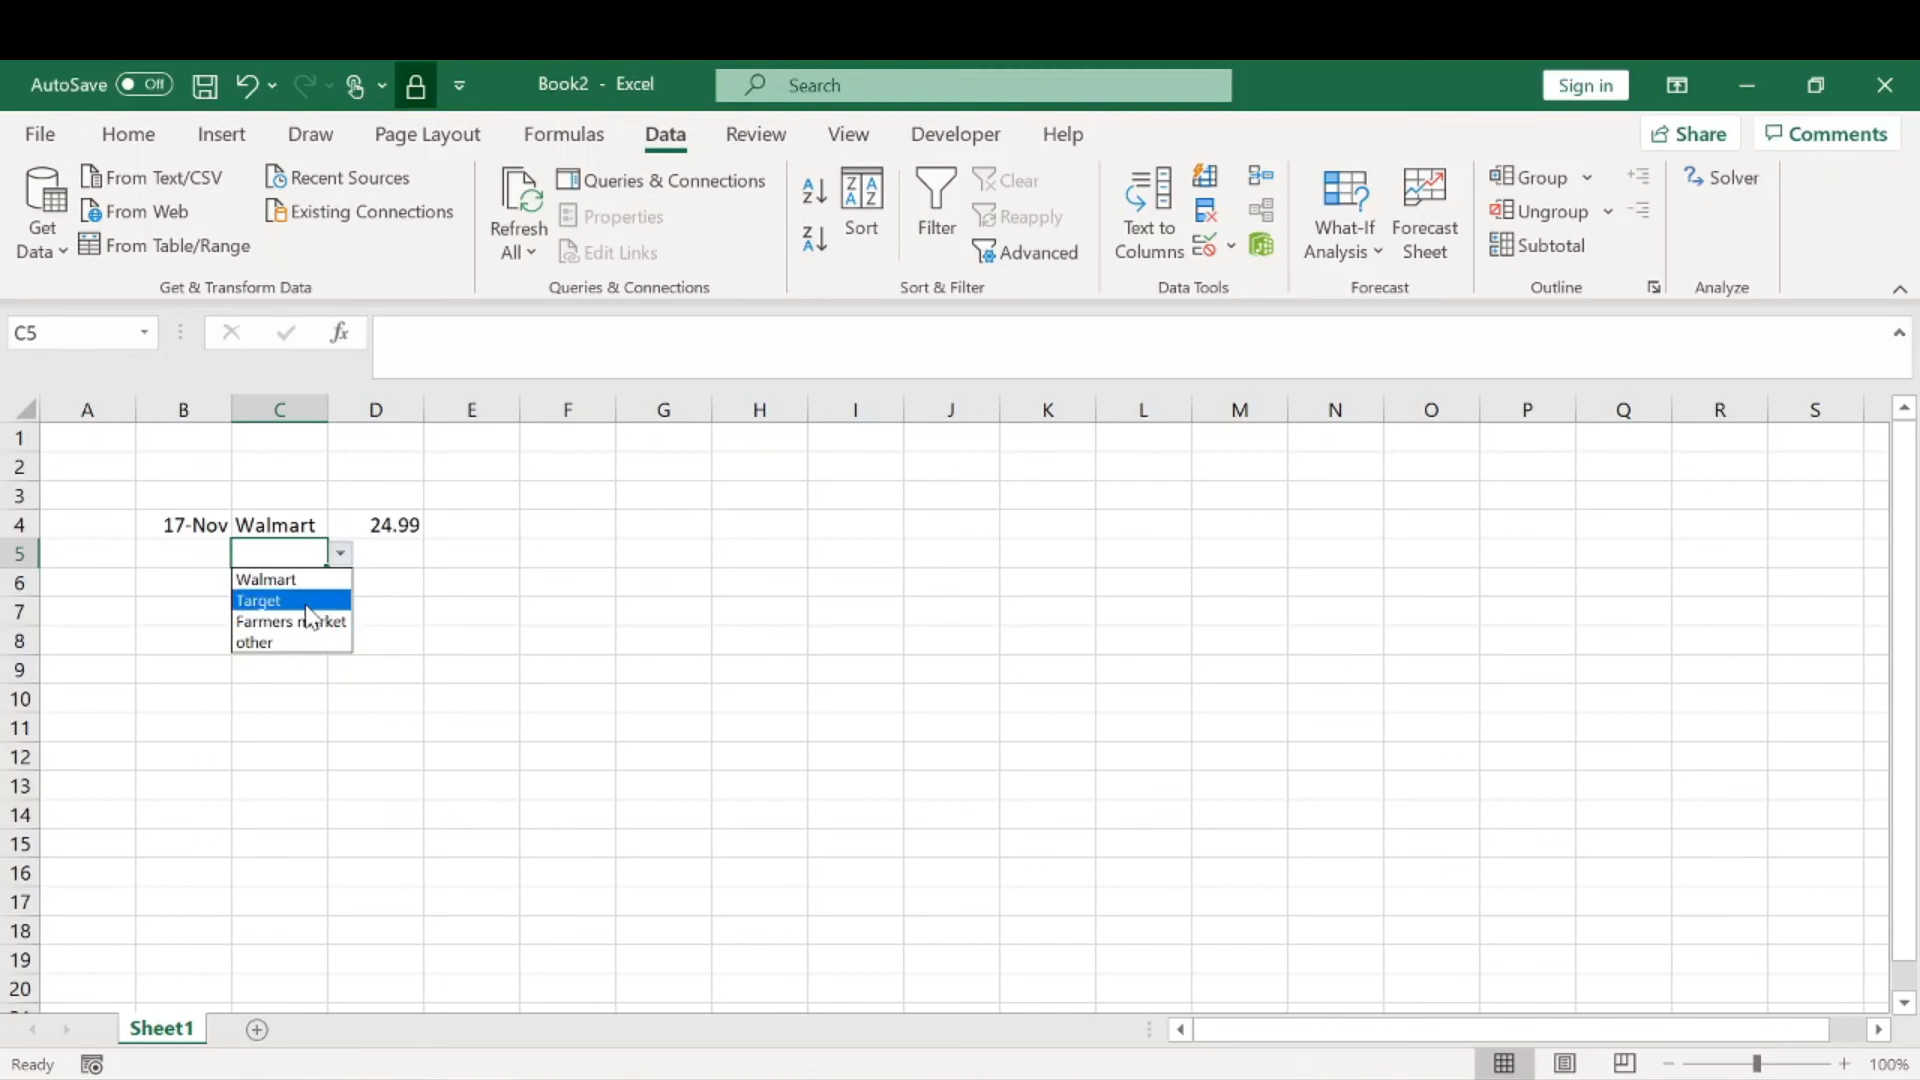 AutoSave Off Book2 - Excel Search Sign in
File Home Insert Draw Page Layout Formulas Data Review View Developer Help Share Comments
Get Data
From Text/CSV
From Web
From Table/Range
Recent Sources
Existing Connections
Get & Transform Data
Refresh All
Queries & Connections
Properties
Edit Links
Queries & Connections
Sort
Filter
Clear
Reapply
Advanced
Sort & Filter
Text to Columns
Data Tools
What-If Analysis
Forecast Sheet
Forecast
Group
Ungroup
Subtotal
Outline
Solver
Analyze
C5 fx
A B C D E F G H I J K L M N O P Q R S
1
2
3
4 17-Nov Walmart 24.99
5
Walmart
6
Target
7
Farmers market
8
other
9
10
11
12
13
14
15
16
17
18
19
20
Sheet1
Ready 100%